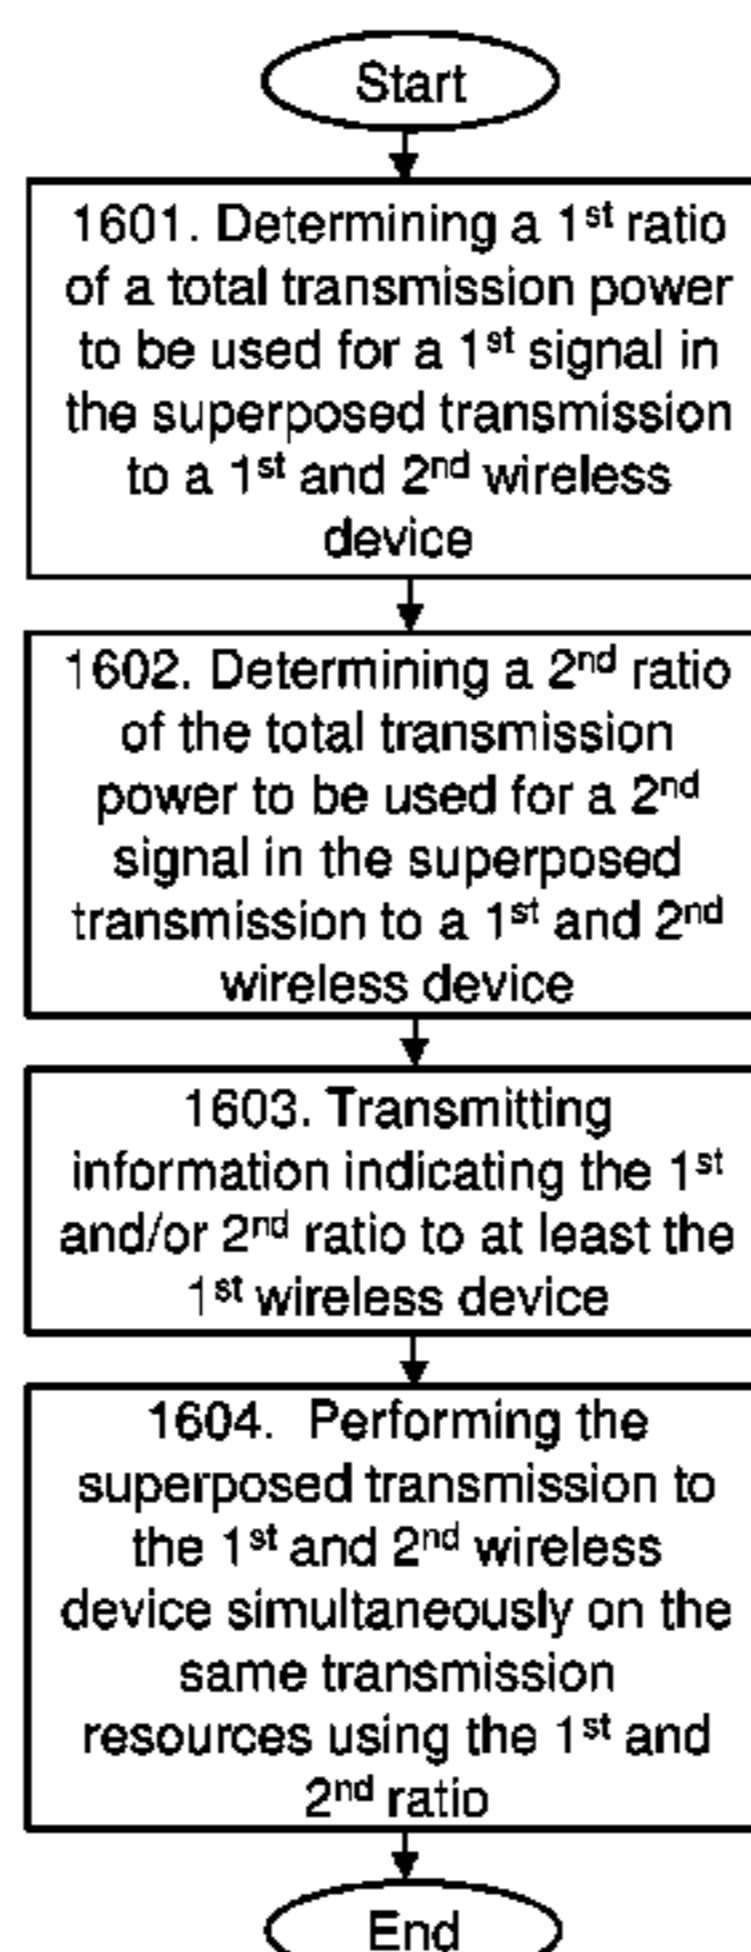 Start
1601. Determining a 1st ratio
of a total transmission power
to be used for a 1st signal in
the superposed transmission
to a 1st and 2nd wireless
device
1602. Determining a 2nd ratio
of the total transmission
power to be used for a 2nd
signal in the superposed
transmission to a 1st and 2nd
wireless device
1603. Transmitting
information indicating the 1st
and/or 2nd ratio to at least the
1st wireless device
1604. Performing the
superposed transmission to
the 1st and 2nd wireless
device simultaneously on the
same transmission
resources using the 1st and
2nd ratio
End